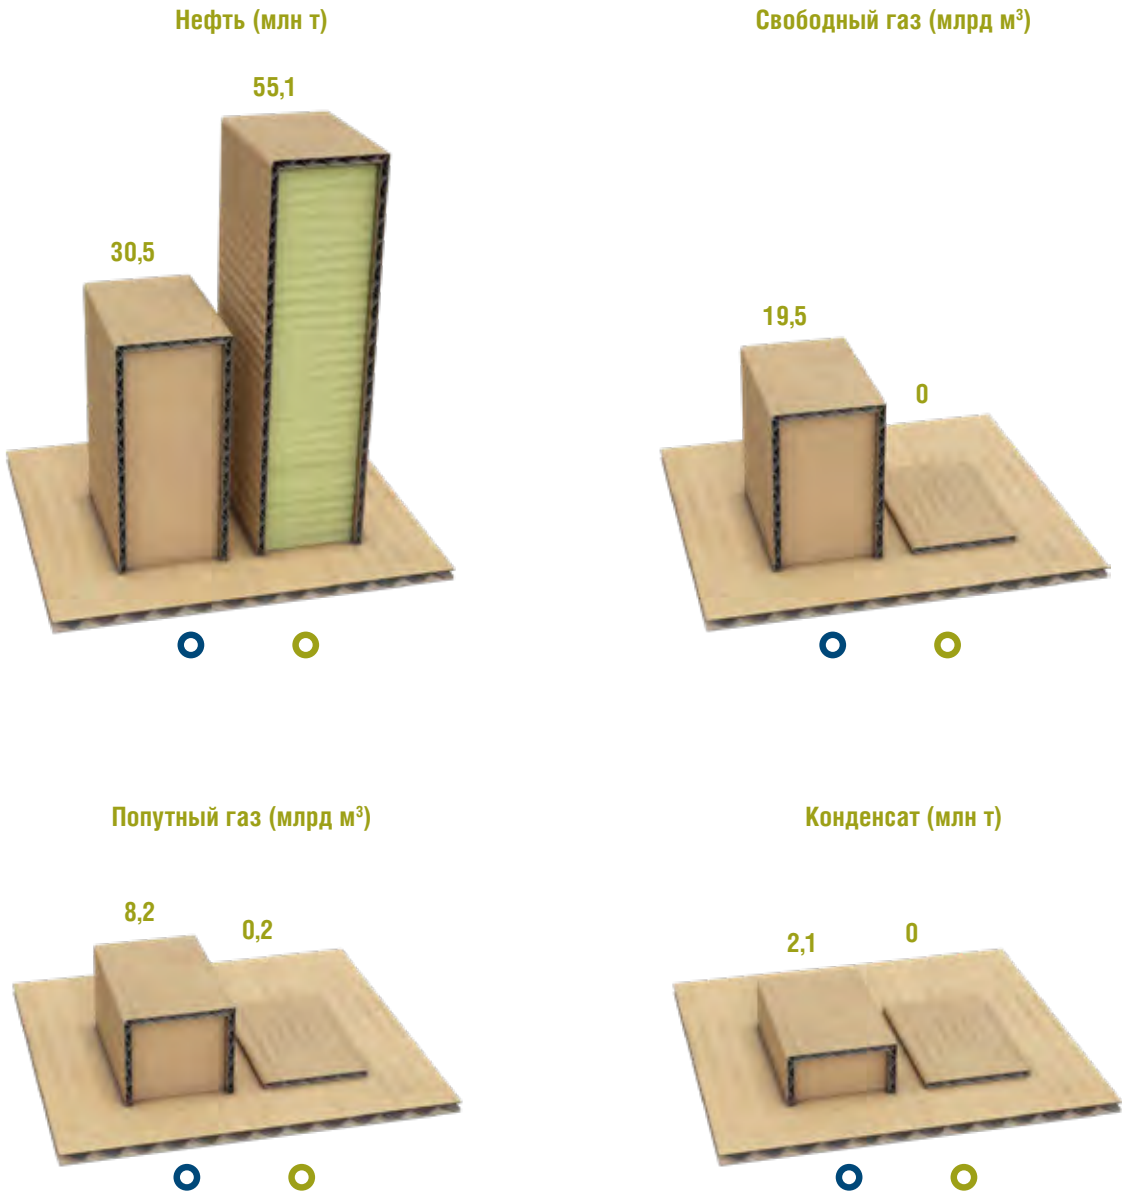 Нефть (млн т)
Свободный газ (млрд м³)
55,1
30,5
19,5
0
Попутный газ (млрд м³)
Конденсат (млн т)
8,2
0,2
2,1
0